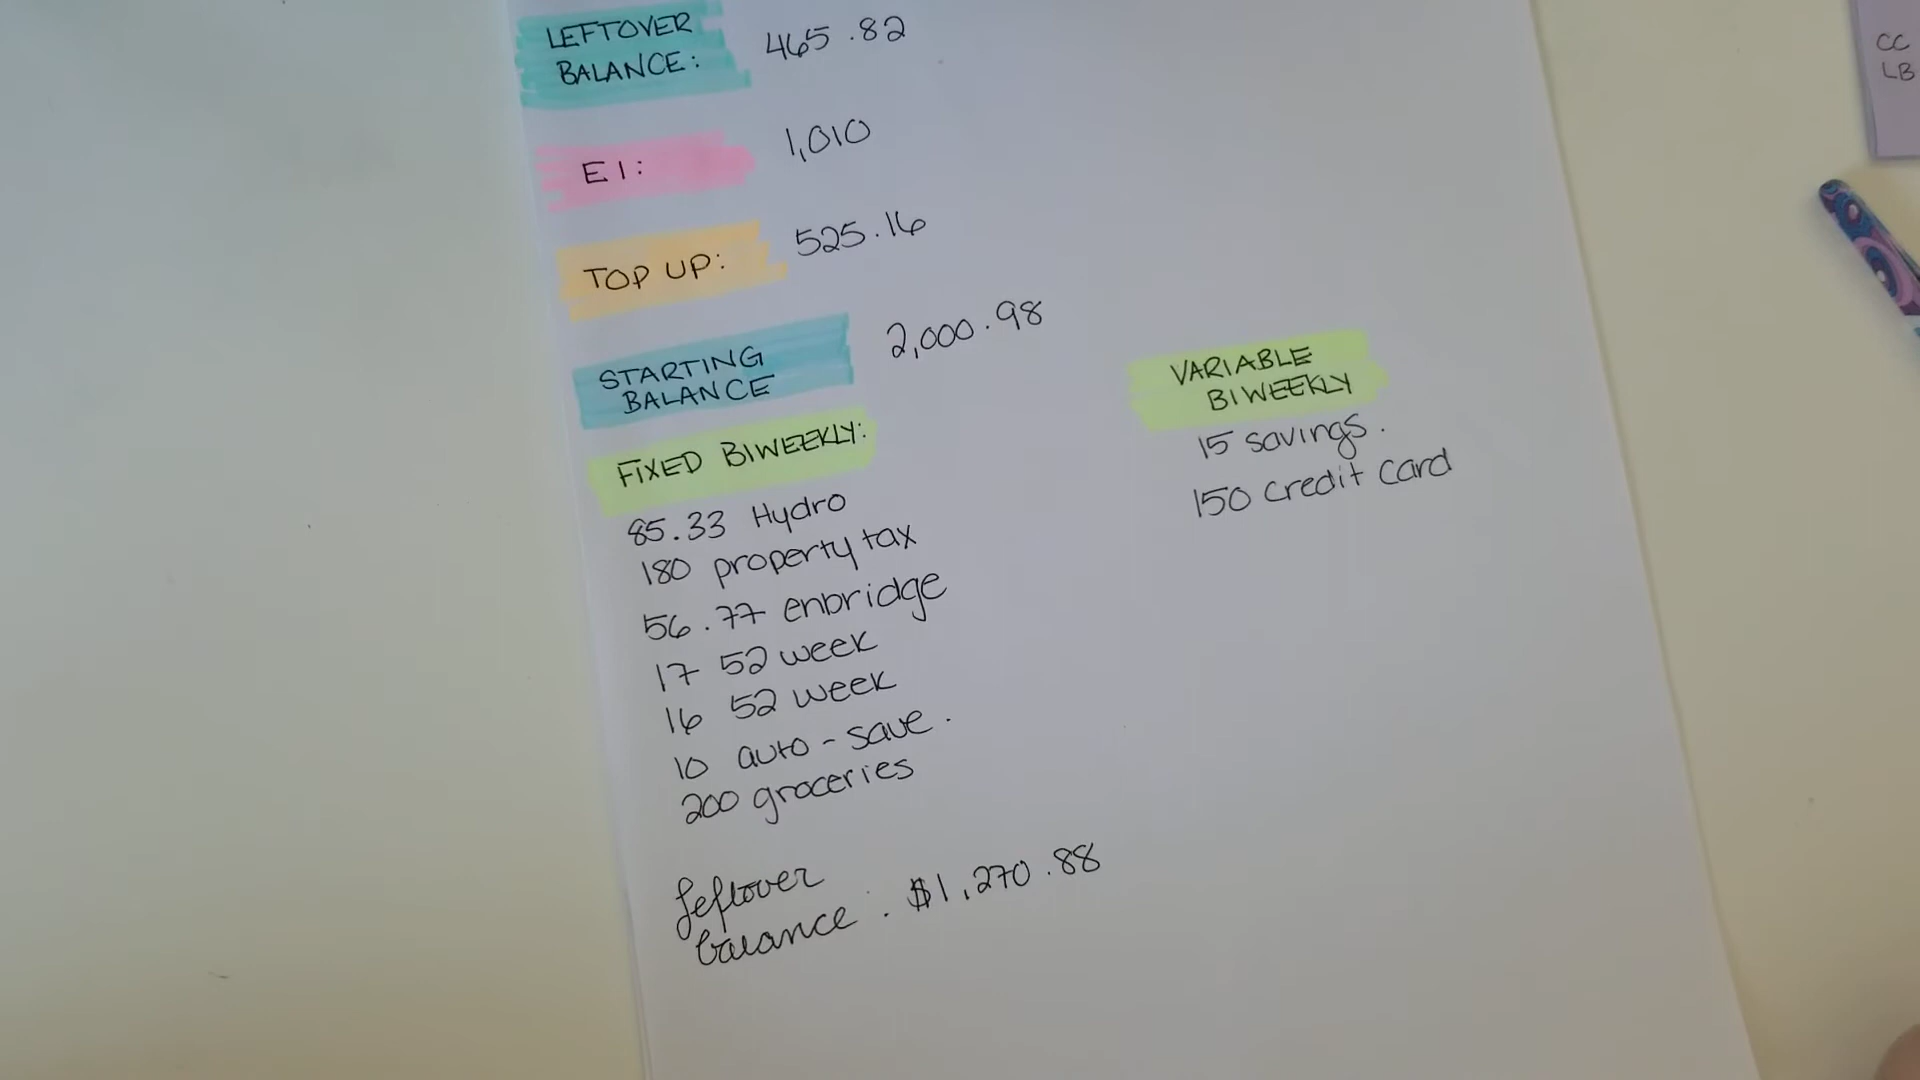 LEFTOVER
BALANCE: 465.82
EI: 1,010
TOP UP: 525.16
STARTING
BALANCE 2,000.98
FIXED BIWEEKLY:
85.33 Hydro
180 property tax
56.77 enbridge
17 52 week
16 52 week
10 auto-save.
200 groceries
leftover
balance: $1,270.88
VARIABLE
BIWEEKLY
15 savings.
150 credit card
CC
LB